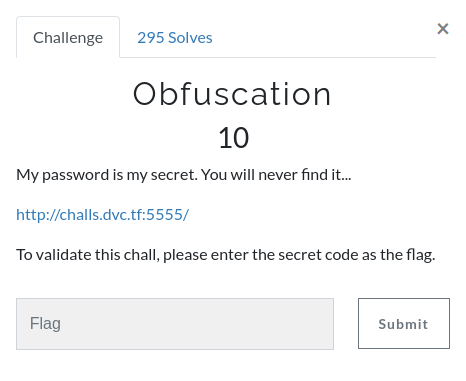 Challenge
295 Solves
×
Obfuscation
10
My password is my secret. You will never find it...
http://challs.dvc.tf:5555/
To validate this chall, please enter the secret code as the flag.
Flag
Submit